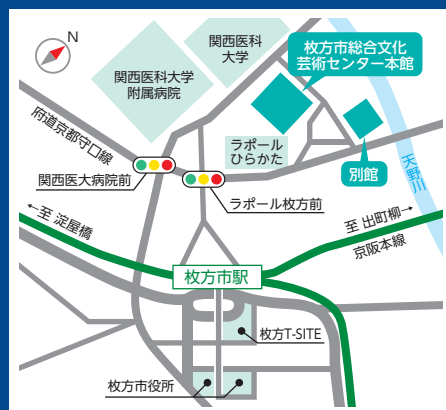 N
関西医科
大学
関西医科大学
附属病院
枚方市総合文化
芸術センター本館
府道京都守口線
ラポール
ひらかた
別館
天野川
関西医大病院前
ラポール枚方前
←至 淀屋橋
至 出町柳→
京阪本線
枚方市駅
枚方T-SITE
枚方市役所